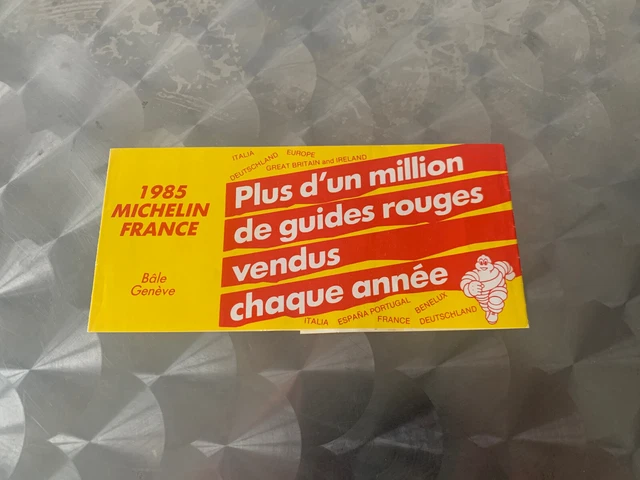 1985
MICHELIN
FRANCE
Bâle
Genève
ITALIA EUROPE
DEUTSCHLAND GREAT BRITAIN and IRELAND
Plus d'un million
de guides rouges
vendus
chaque année
ITALIA ESPAÑA PORTUGAL BENELUX
FRANCE DEUTSCHLAND